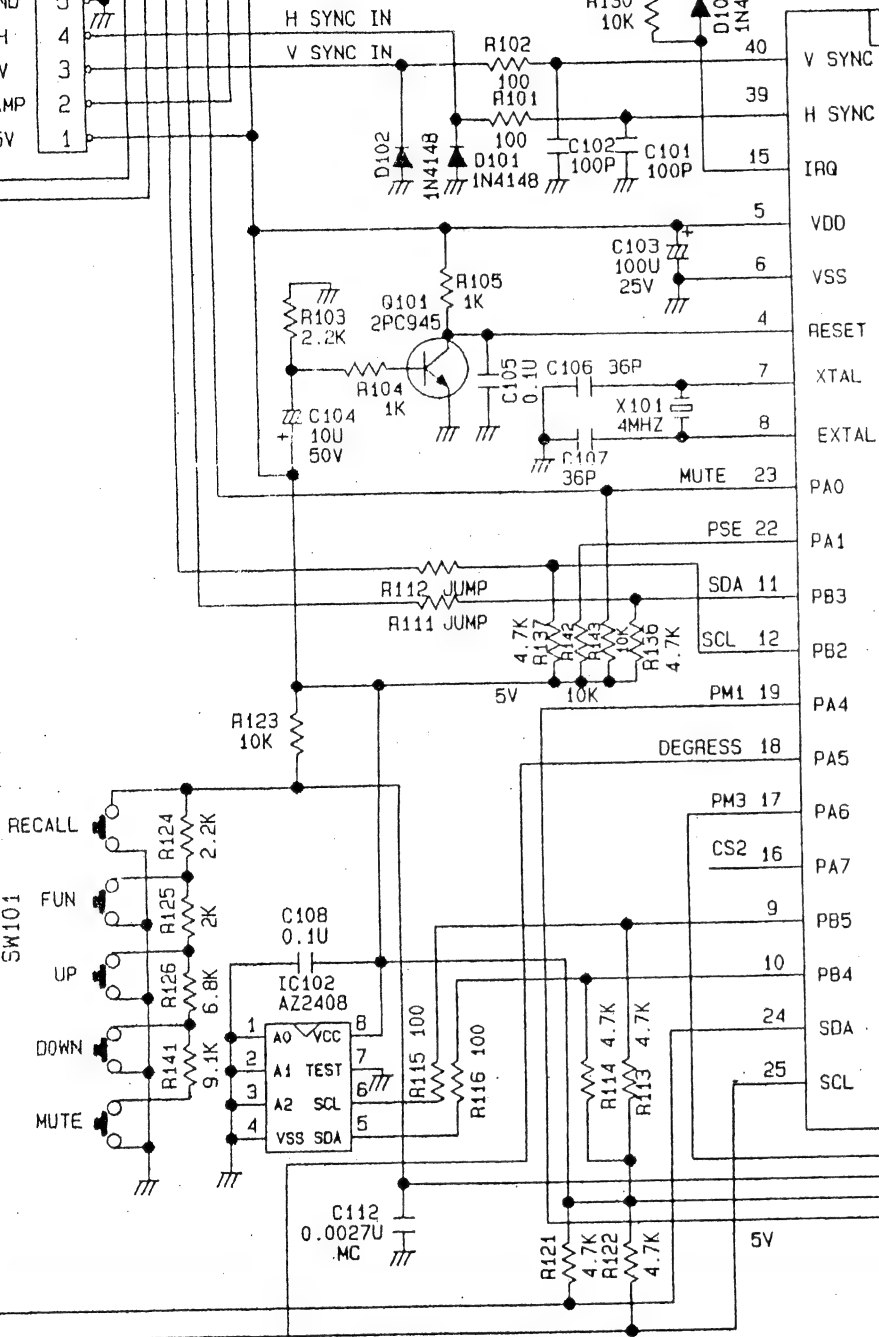 5
4
3
2
1
H SYNC IN
V SYNC IN
10K
R102
100
R101
100
D102
1N4148
D101
1N4148
C102
100P
C101
100P
40
V SYNC
39
H SYNC
15
IRQ
5
VDD
C103
100U
25V
+
6
VSS
R105
1K
Q101
2PC945
R103
2.2K
4
RESET
R104
1K
C105
0.1U
C106
36P
7
XTAL
X101
4MHZ
C104
10U
50V
+
8
EXTAL
C107
36P
MUTE 23
PA0
PSE 22
PA1
R112 JUMP
SDA 11
PB3
R111 JUMP
4.7K
R137
R142
R143
10K
R136
4.7K
SCL 12
PB2
5V
10K
PM1 19
PA4
R123
10K
DEGRESS 18
PA5
PM3 17
PA6
CS2 16
PA7
SW101
RECALL
R124
2.2K
FUN
R125
2K
UP
R126
6.8K
DOWN
R141
9.1K
MUTE
C108
0.1U
IC102
AZ2408
1 A0 VCC 8
2 A1 TEST 7
3 A2 SCL 6
4 VSS SDA 5
R115 100
R116 100
9
PB5
10
PB4
R114 4.7K
R113 4.7K
24
SDA
25
SCL
C112
0.0027U
MC
R121
4.7K
R122
4.7K
5V